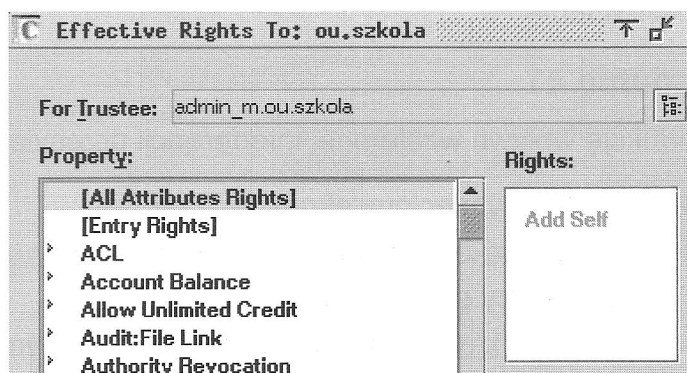 Effective Rights To: ou.szkola
For Trustee: admin_m.ou.szkola
Property:
Rights:
[All Attributes Rights]
[Entry Rights]
ACL
Account Balance
Allow Unlimited Credit
Audit:File Link
Authority Revocation
Add Self